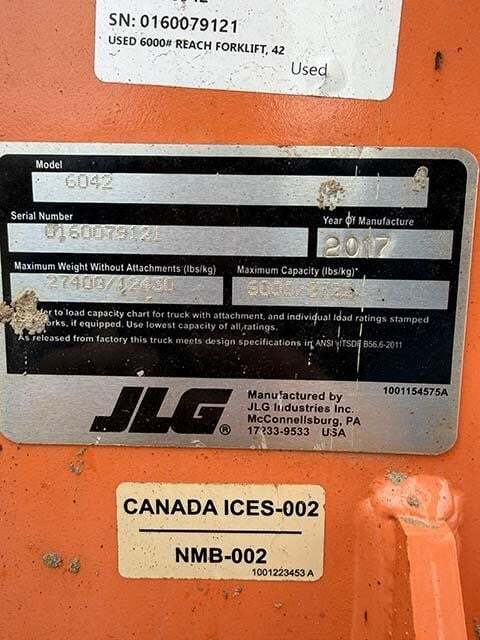 SN: 0160079121
USED 6000# REACH FORKLIFT, 42
Used
Model
6042
Serial Number
0160079121
Year Of Manufacture
2017
Maximum Weight Without Attachments (lbs/kg)
27400/12430
Maximum Capacity (lbs/kg)*
to load capacity chart for truck with attachment, and individual load ratings stamped
if equipped. Use lowest capacity of all ratings.
As released from factory this truck meets design specifications in ANSI / ITSDF B56.6-2011
1001154575A
JLG®
Manufactured by
JLG Industries Inc.
McConnellsburg, PA
17233-9533 USA
CANADA ICES-002
NMB-002
1001223453 A